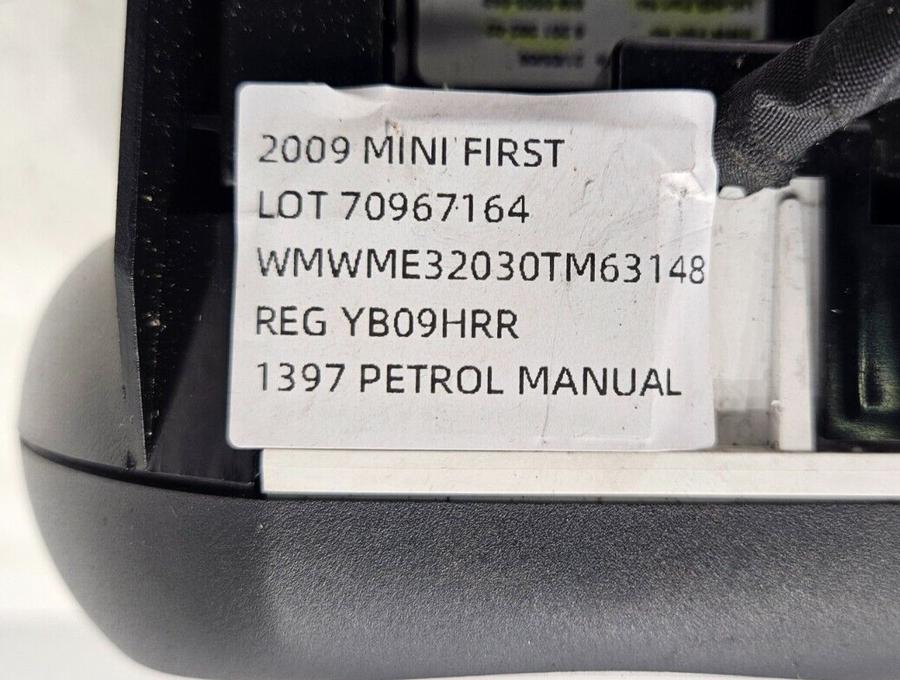 2009 MINI FIRST
LOT 70967164
WMWME32030TM63148
REG YB09HRR
1397 PETROL MANUAL